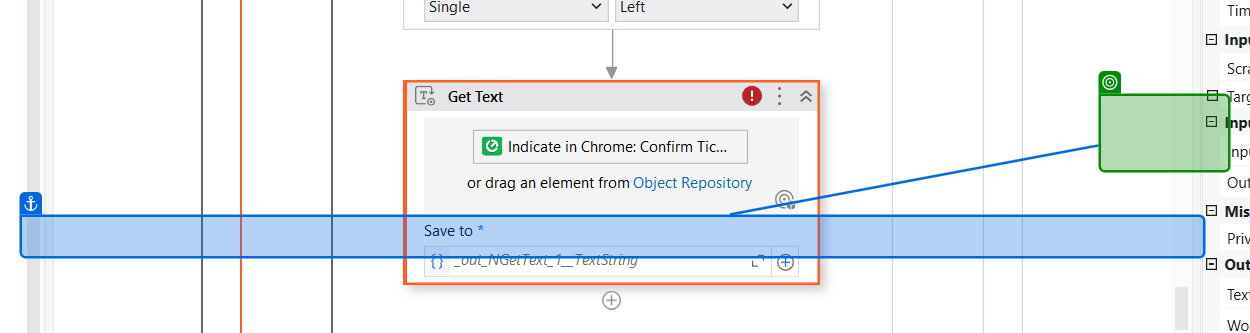 Single Left
Tim
Inpu
Scra
Targ
Get Text
Inpu
Indicate in Chrome: Confirm Tic...
npu
or drag an element from Object Repository
Out
Mis
Save to *
Priv
{ } _out_NGetText_1__TextString
Out
Text
Wo